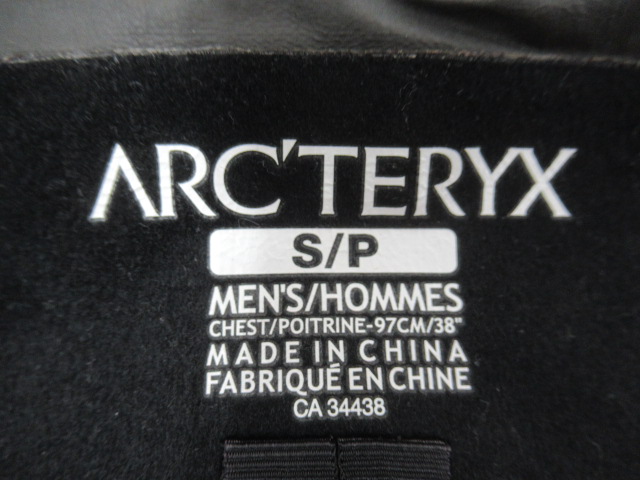 ARC'TERYX
S/P
MEN'S/HOMMES
CHEST/POITRINE-97CM/38"
MADE IN CHINA
FABRIQUÉ EN CHINE
CA 34438